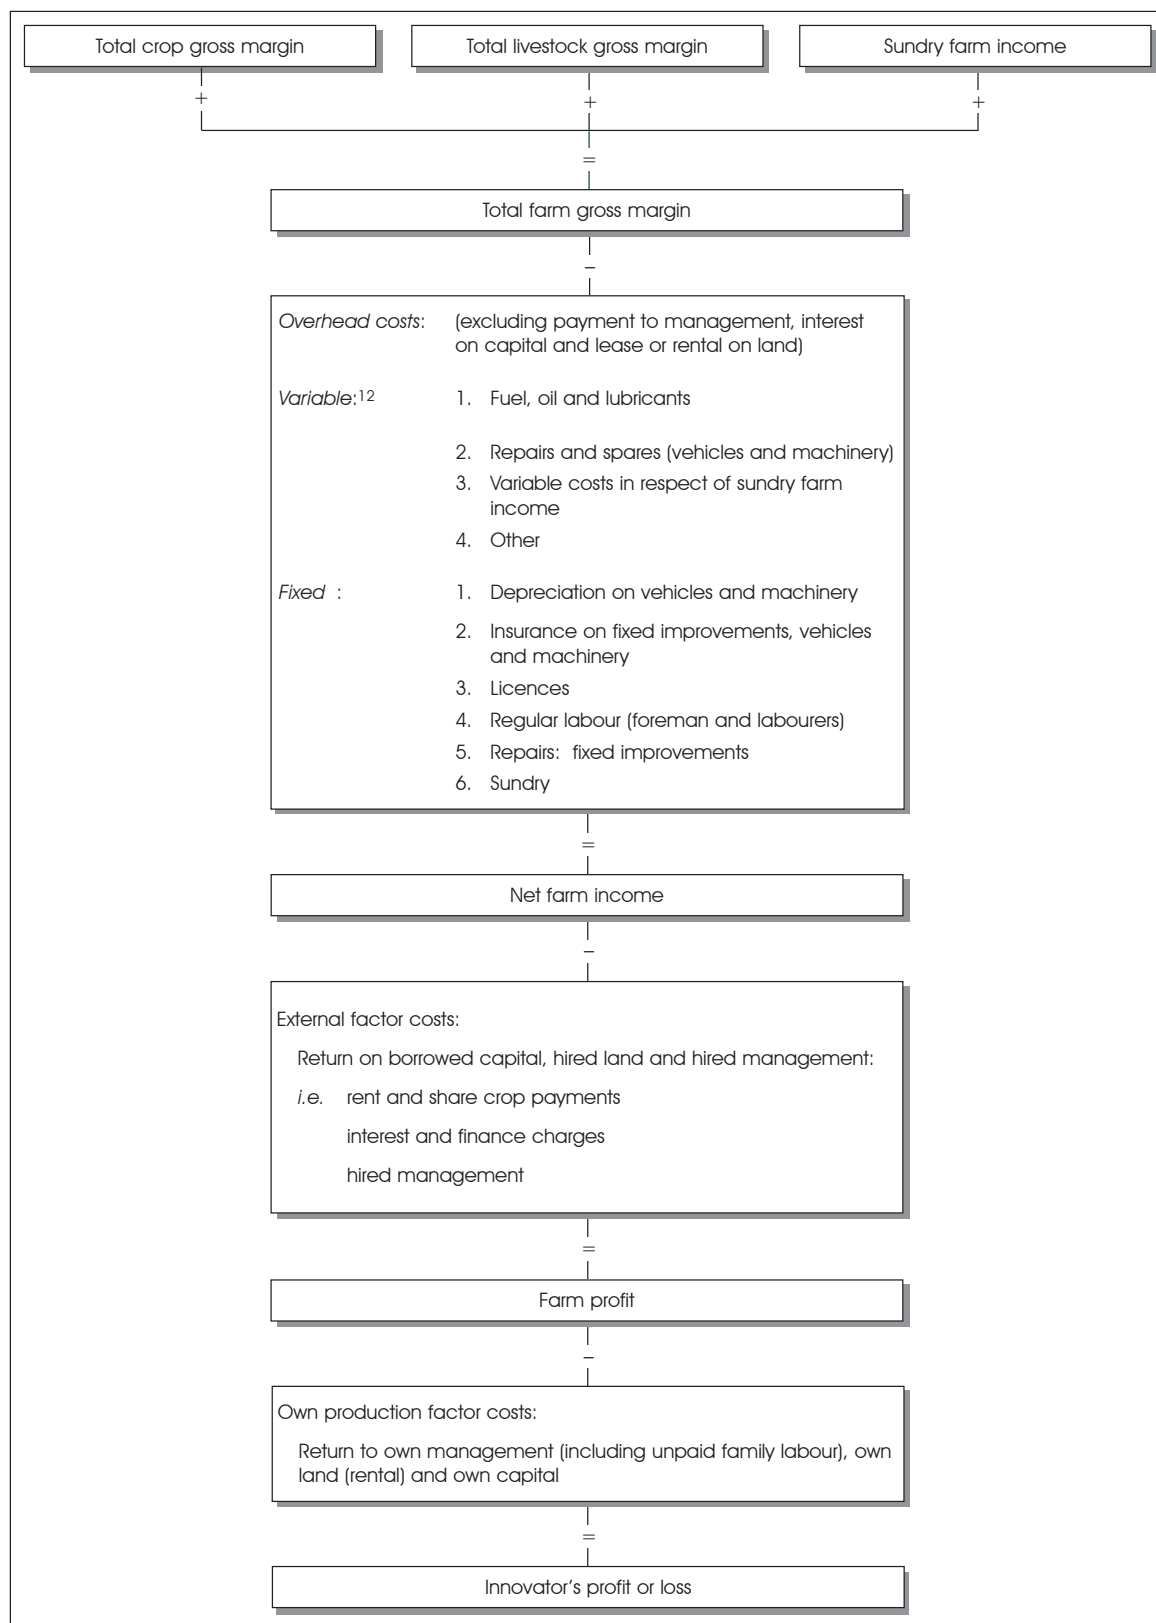 Total crop gross margin
Total livestock gross margin
Sundry farm income
+
+
+
=
Total farm gross margin
–
Overhead costs: (excluding payment to management, interest
on capital and lease or rental on land)
Variable:12 1. Fuel, oil and lubricants
2. Repairs and spares (vehicles and machinery)
3. Variable costs in respect of sundry farm
income
4. Other
Fixed : 1. Depreciation on vehicles and machinery
2. Insurance on fixed improvements, vehicles
and machinery
3. Licences
4. Regular labour (foreman and labourers)
5. Repairs: fixed improvements
6. Sundry
=
Net farm income
–
External factor costs:
Return on borrowed capital, hired land and hired management:
i.e. rent and share crop payments
interest and finance charges
hired management
=
Farm profit
–
Own production factor costs:
Return to own management (including unpaid family labour), own
land (rental) and own capital
=
Innovator's profit or loss